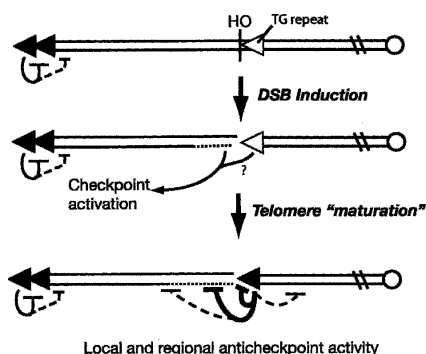 HO
TG repeat
DSB Induction
?
Checkpoint
activation
Telomere "maturation"
Local and regional anticheckpoint activity